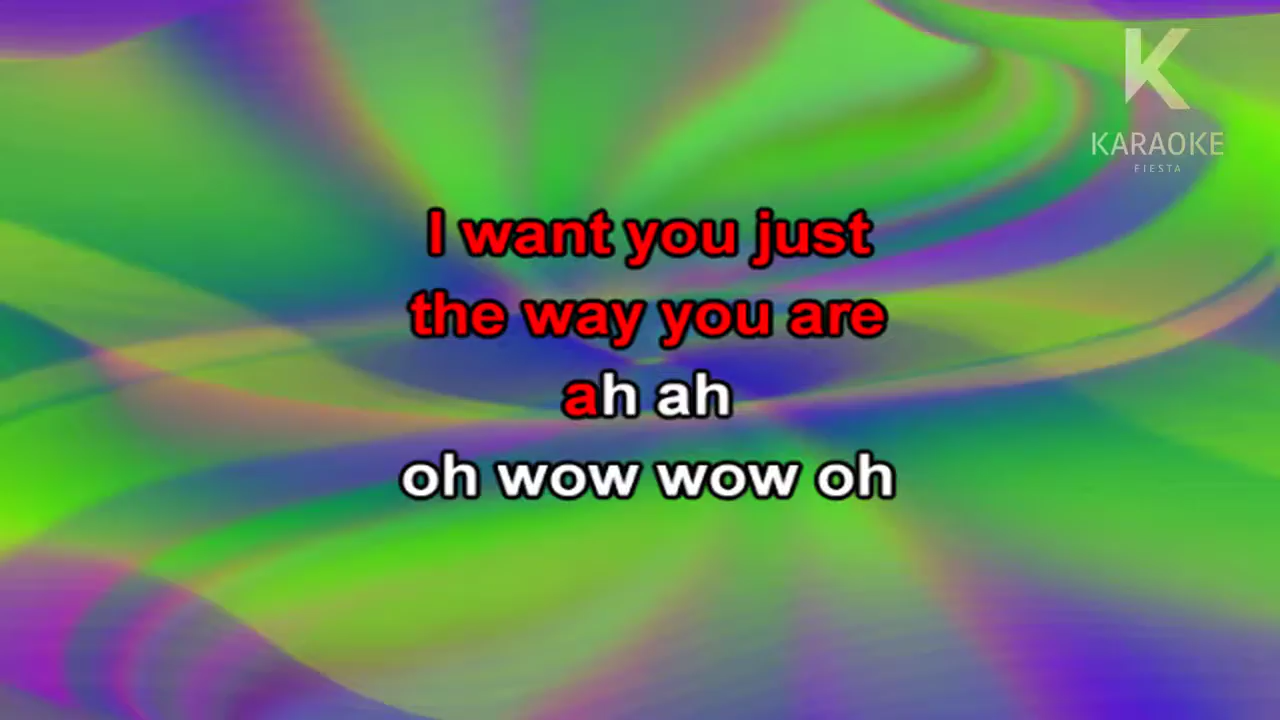 K
KARAOKE
FIESTA
I want you just
the way you are
ah ah
oh wow wow oh